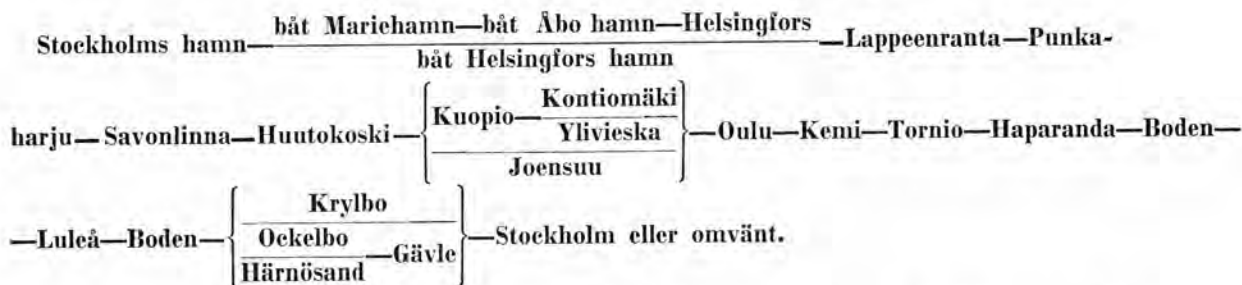 båt Mariehamn—båt Åbo hamn—Helsingfors
Stockholms hamn— —Lappeenranta—Punka-
båt Helsingfors hamn
Kontiomäki
harju—Savonlinna—Huutokoski—{Kuopio— }—Oulu—Kemi—Tornio—Haparanda—Boden—
Ylivieska
Joensuu
Krylbo
—Luleå—Boden—{Ockelbo —Gävle}—Stockholm eller omvänt.
Härnösand